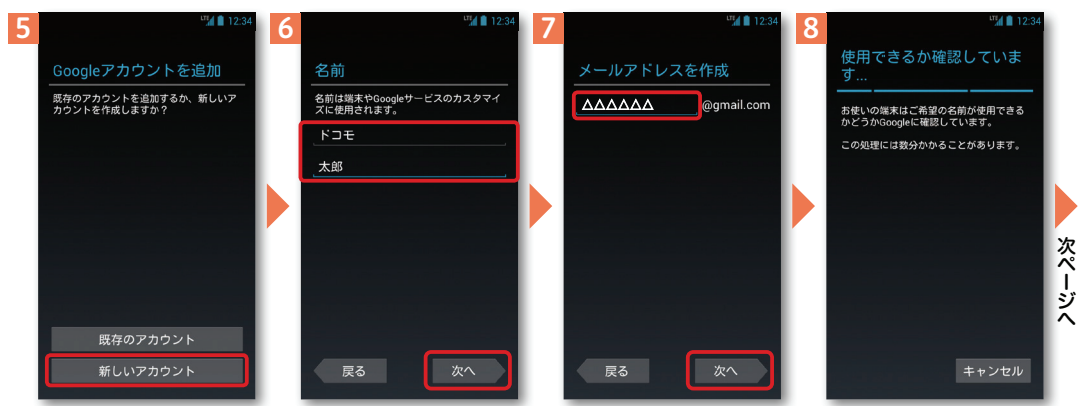 5
LTE 12:34
Googleアカウントを追加
既存のアカウントを追加するか、新しいア
カウントを作成しますか？
既存のアカウント
新しいアカウント
6
LTE 12:34
名前
名前は端末やGoogleサービスのカスタマイ
ズに使用されます。
ドコモ
太郎
戻る
次へ
7
LTE 12:34
メールアドレスを作成
△△△△△△ @gmail.com
戻る
次へ
8
LTE 12:34
使用できるか確認していま
す...
お使いの端末はご希望の名前が使用できる
かどうかGoogleに確認しています。
この処理には数分かかることがあります。
キャンセル
次ページへ